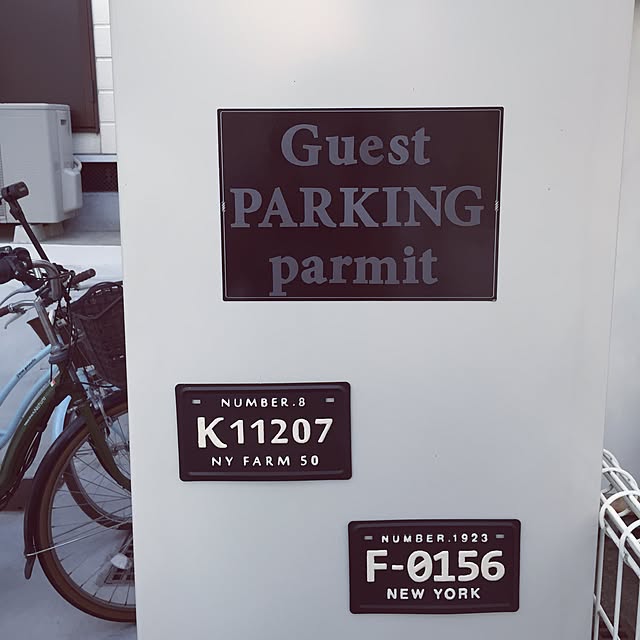 Guest
PARKING
parmit
NUMBER.8
K11207
NY FARM 50
NUMBER.1923
F-0156
NEW YORK